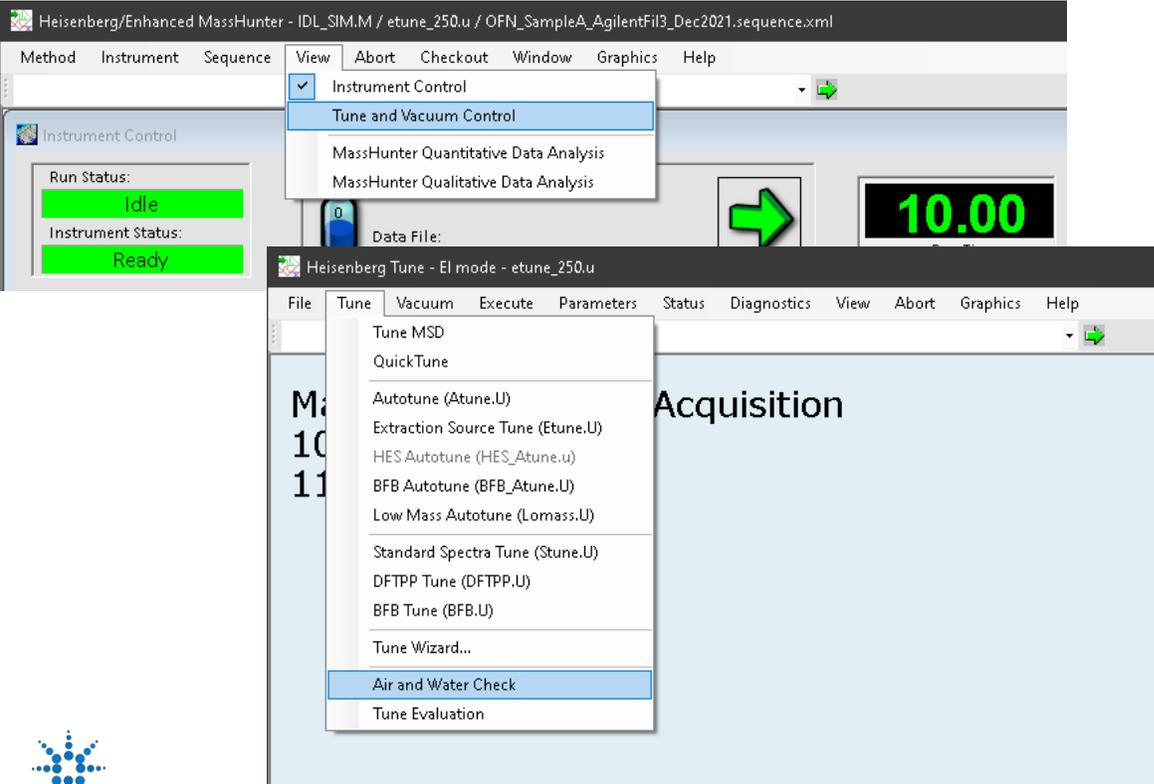 Heisenberg/Enhanced MassHunter - IDL_SIM.M / etune_250.u / OFN_SampleA_AgilentFil3_Dec2021.sequence.xml
Method Instrument Sequence View Abort Checkout Window Graphics Help
Instrument Control
Tune and Vacuum Control
MassHunter Quantitative Data Analysis
MassHunter Qualitative Data Analysis
Instrument Control
Run Status:
Idle
Instrument Status:
Ready
0
Data File:
10.00
Heisenberg Tune - EI mode - etune_250.u
File Tune Vacuum Execute Parameters Status Diagnostics View Abort Graphics Help
Tune MSD
QuickTune
Autotune (Atune.U)
Extraction Source Tune (Etune.U)
HES Autotune (HES_Atune.u)
BFB Autotune (BFB_Atune.U)
Low Mass Autotune (Lomass.U)
Standard Spectra Tune (Stune.U)
DFTPP Tune (DFTPP.U)
BFB Tune (BFB.U)
Tune Wizard...
Air and Water Check
Tune Evaluation
Acquisition
10
11